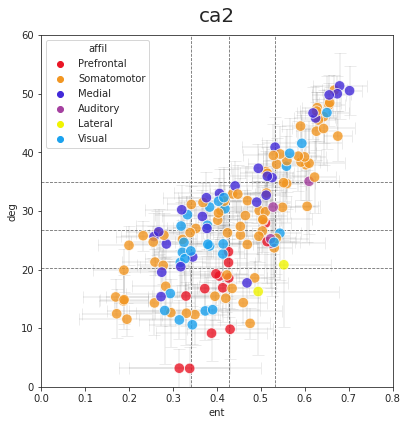 ca2
affil
Prefrontal
Somatomotor
Medial
Auditory
Lateral
Visual
deg
60
50
40
30
20
10
0
0.0 0.1 0.2 0.3 0.4 0.5 0.6 0.7 0.8
ent